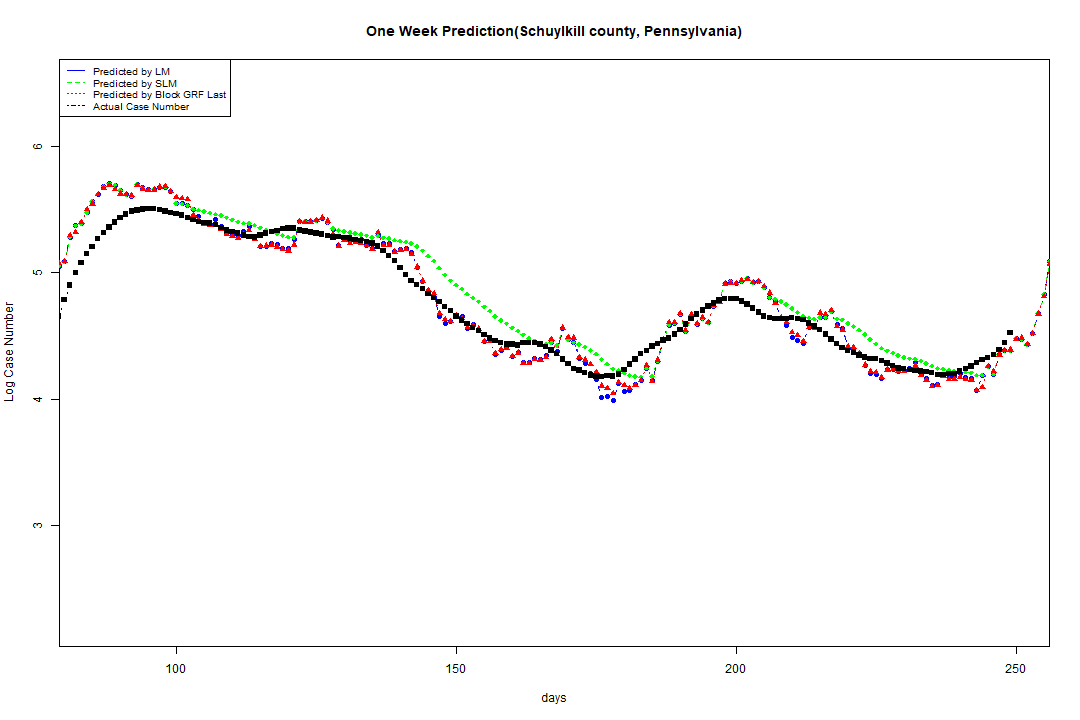 One Week Prediction(Schuylkill county, Pennsylvania)
Predicted by LM
Predicted by SLM
Predicted by Block GRF Last
Actual Case Number
6
5
4
3
Log Case Number
100 150 200 250
days